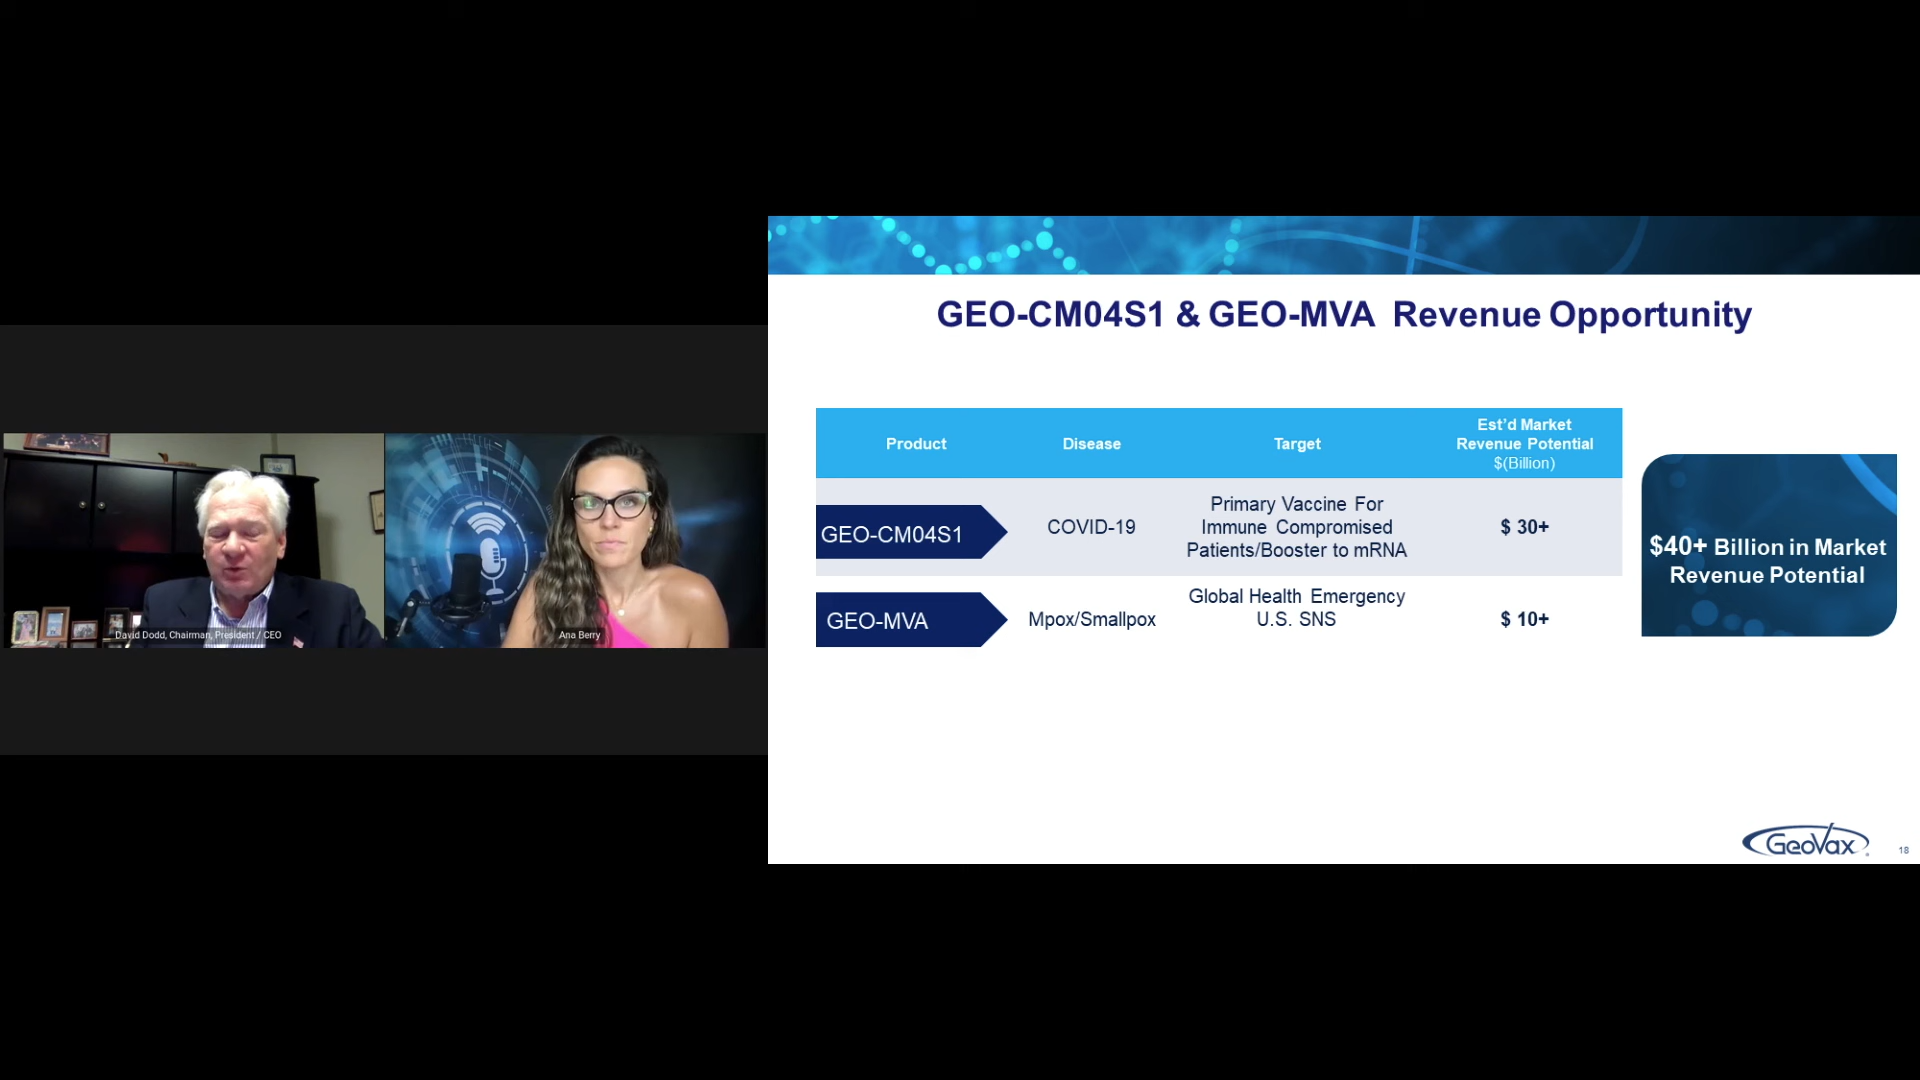 GEO-CM04S1 & GEO-MVA Revenue Opportunity
Product
Disease
Target
Est'd Market
Revenue Potential
$(Billion)
GEO-CM04S1
COVID-19
Primary Vaccine For
Immune Compromised
Patients/Booster to mRNA
$ 30+
GEO-MVA
Mpox/Smallpox
Global Health Emergency
U.S. SNS
$ 10+
$40+ Billion in Market
Revenue Potential
David Dodd, Chairman, President / CEO
Ana Berry
GeoVax
18